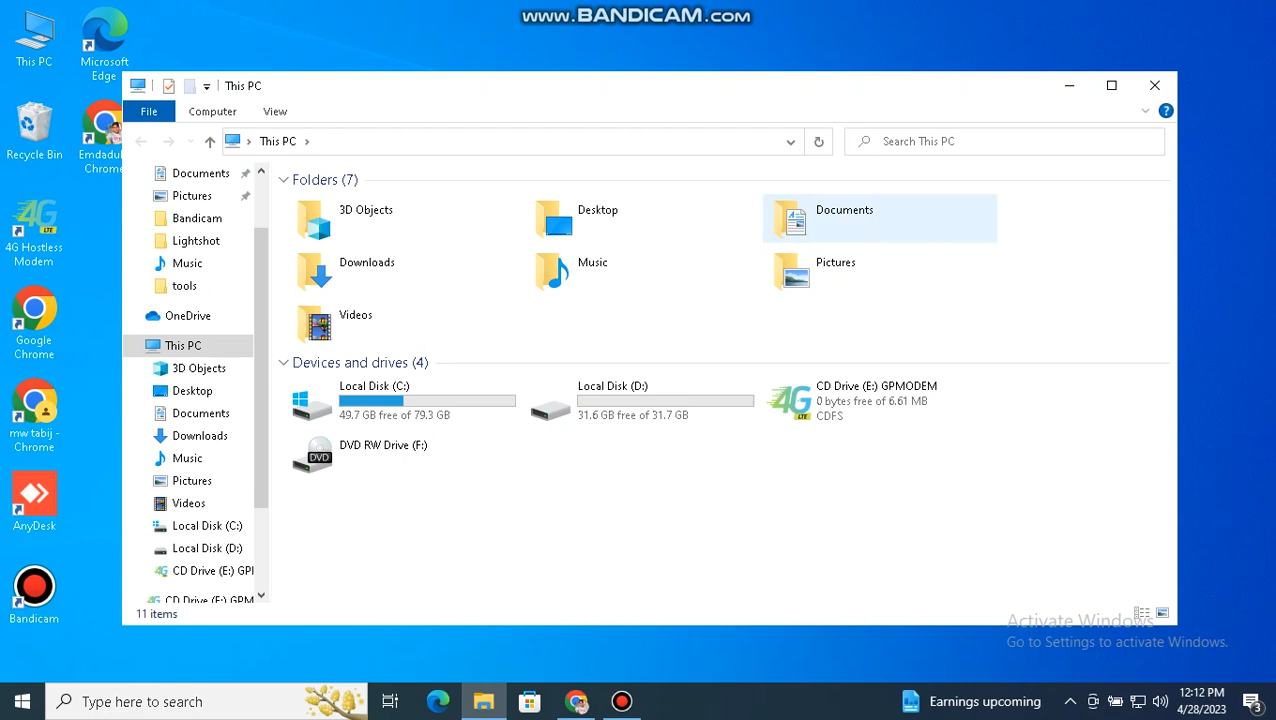 www.BANDICAM.com
This PC
Microsoft
Edge
Recycle Bin
Emdadul
Chrome
4G
4G Hostless
Modem
Google
Chrome
mw tabij -
Chrome
AnyDesk
Bandicam
This PC
File
Computer
View
This PC
Search This PC
Documents
Pictures
Bandicam
Lightshot
Music
tools
OneDrive
This PC
3D Objects
Desktop
Documents
Downloads
Music
Pictures
Videos
Local Disk (C:)
Local Disk (D:)
CD Drive (E:) GPI
CD Drive (E:) GPM
Folders (7)
3D Objects
Desktop
Documents
Downloads
Music
Pictures
Videos
Devices and drives (4)
Local Disk (C:)
49.7 GB free of 79.3 GB
Local Disk (D:)
31.6 GB free of 31.7 GB
4G
LTE
CD Drive (E:) GPMODEM
0 bytes free of 6.61 MB
CDFS
DVD
DVD RW Drive (F:)
11 items
Activate Windows
Go to Settings to activate Windows.
Type here to search
Earnings upcoming
12:12 PM
4/28/2023
3